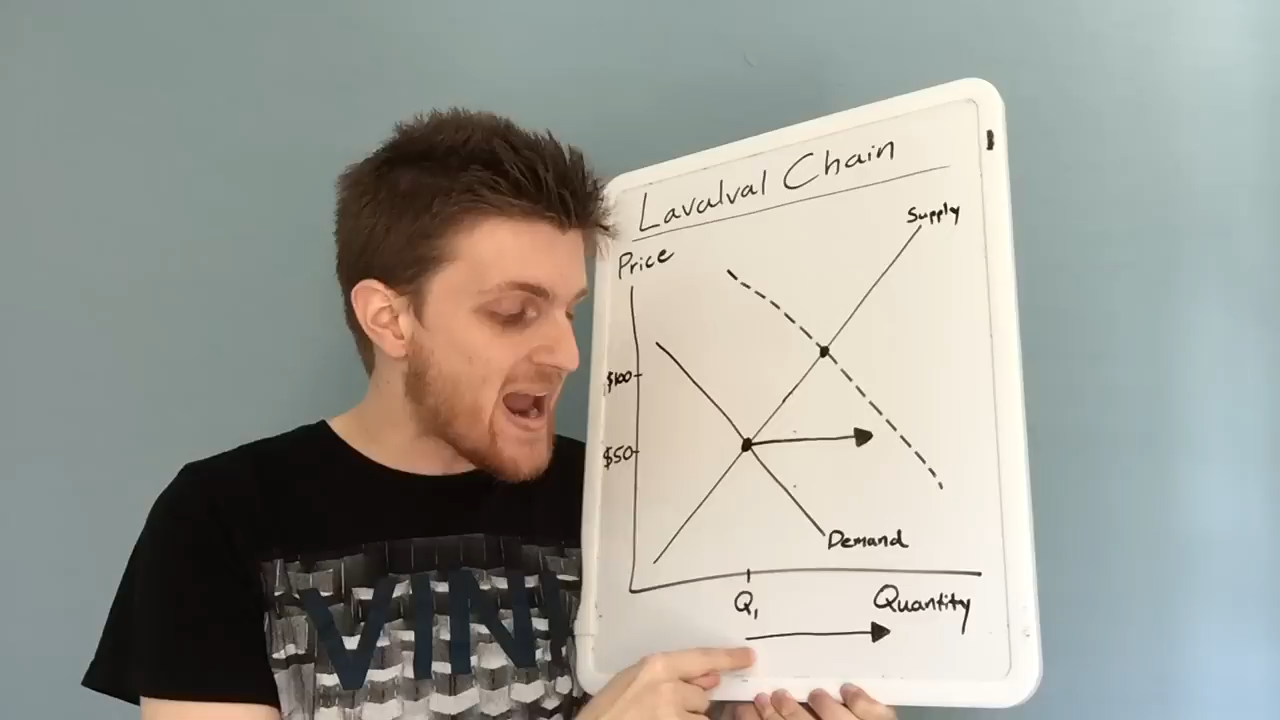 Lavalval Chain
Price
Supply
$100
$50
Demand
Q₁
Quantity
VIN